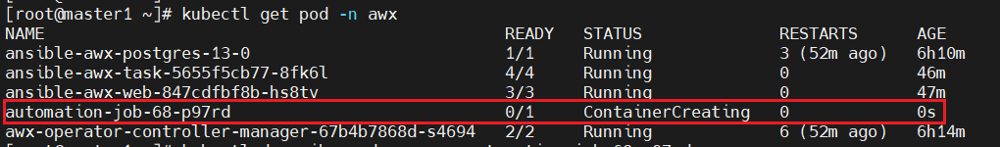 [root@master1 ~]# kubectl get pod -n awx
NAME READY STATUS RESTARTS AGE
ansible-awx-postgres-13-0 1/1 Running 3 (52m ago) 6h10m
ansible-awx-task-5655f5cb77-8fk6l 4/4 Running 0 46m
ansible-awx-web-847cdfbf8b-hs8tv 3/3 Running 0 47m
automation-job-68-p97rd 0/1 ContainerCreating 0 0s
awx-operator-controller-manager-67b4b7868d-s4694 2/2 Running 6 (52m ago) 6h14m